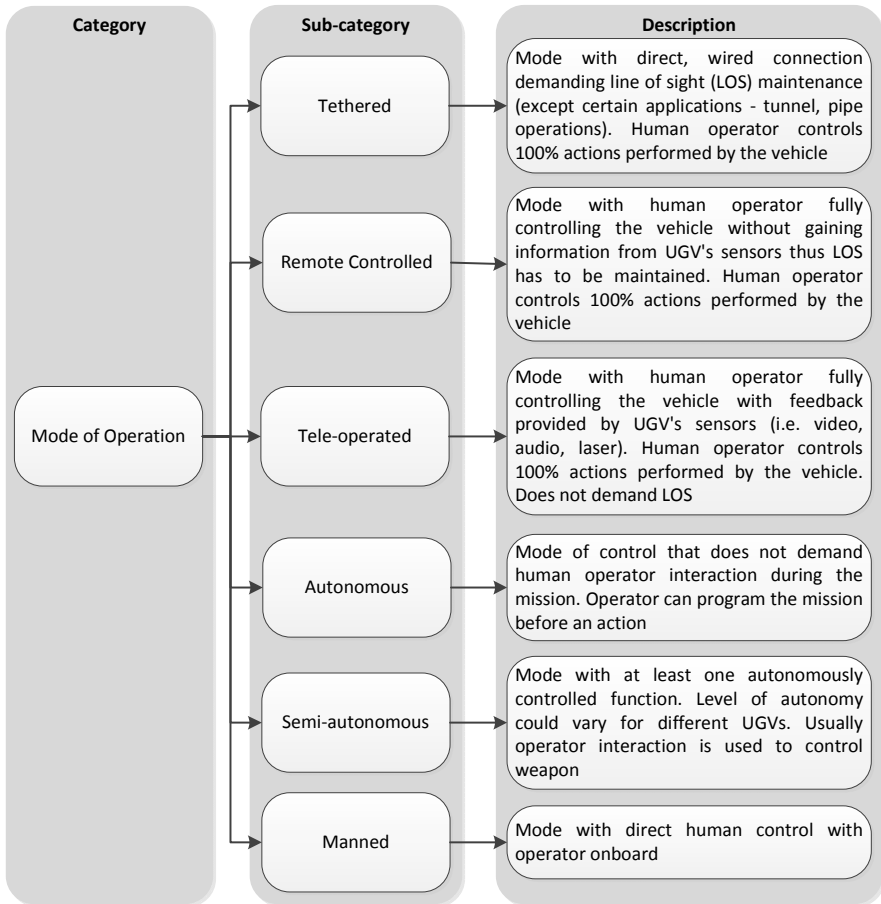 Category
Sub-category
Description
Mode of Operation
Tethered
Mode with direct, wired connection
demanding line of sight (LOS) maintenance
(except certain applications - tunnel, pipe
operations). Human operator controls
100% actions performed by the vehicle
Remote Controlled
Mode with human operator fully
controlling the vehicle without gaining
information from UGV's sensors thus LOS
has to be maintained. Human operator
controls 100% actions performed by the
vehicle
Tele-operated
Mode with human operator fully
controlling the vehicle with feedback
provided by UGV's sensors (i.e. video,
audio, laser). Human operator controls
100% actions performed by the vehicle.
Does not demand LOS
Autonomous
Mode of control that does not demand
human operator interaction during the
mission. Operator can program the mission
before an action
Semi-autonomous
Mode with at least one autonomously
controlled function. Level of autonomy
could vary for different UGVs. Usually
operator interaction is used to control
weapon
Manned
Mode with direct human control with
operator onboard